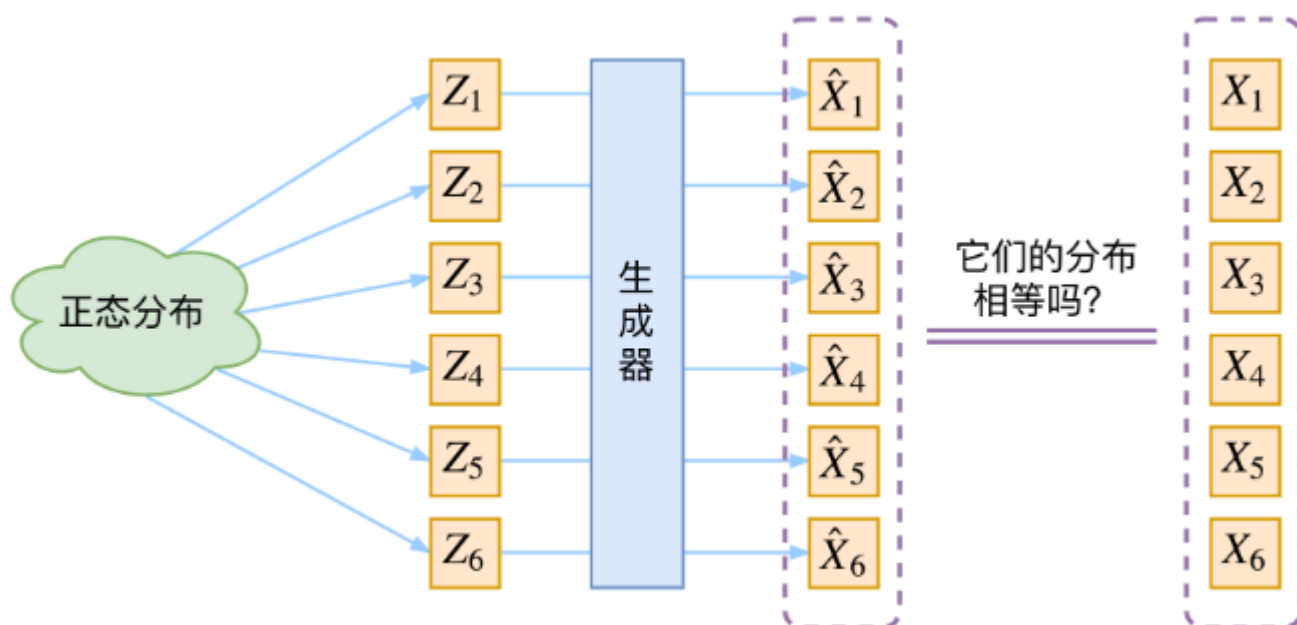 正态分布
Z₁
Z₂
Z₃
Z₄
Z₅
Z₆
生
成
器
X̂₁
X̂₂
X̂₃
X̂₄
X̂₅
X̂₆
它们的分布
相等吗?
X₁
X₂
X₃
X₄
X₅
X₆